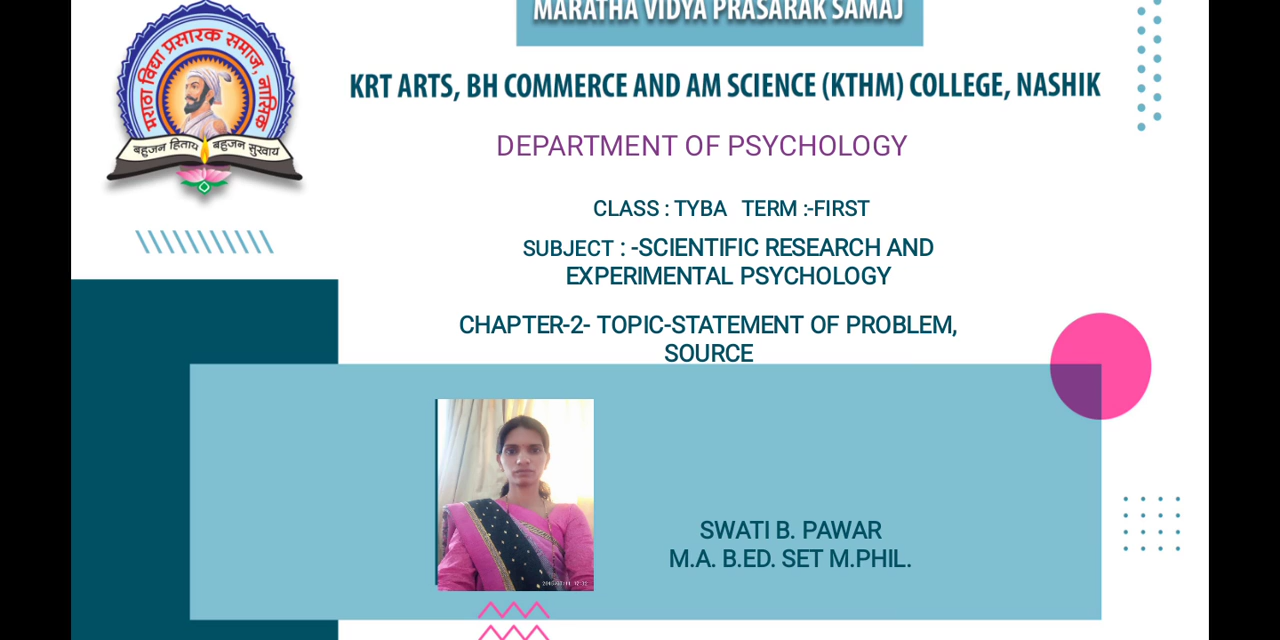 MARATHA VIDYA PRASARAK SAMAJ
मराठा विद्या प्रसारक समाज, नाशिक
बहुजन हिताय बहुजन सुखाय
KRT ARTS, BH COMMERCE AND AM SCIENCE (KTHM) COLLEGE, NASHIK
DEPARTMENT OF PSYCHOLOGY
CLASS : TYBA TERM :-FIRST
SUBJECT : -SCIENTIFIC RESEARCH AND
EXPERIMENTAL PSYCHOLOGY
CHAPTER-2- TOPIC-STATEMENT OF PROBLEM,
SOURCE
SWATI B. PAWAR
M.A. B.ED. SET M.PHIL.